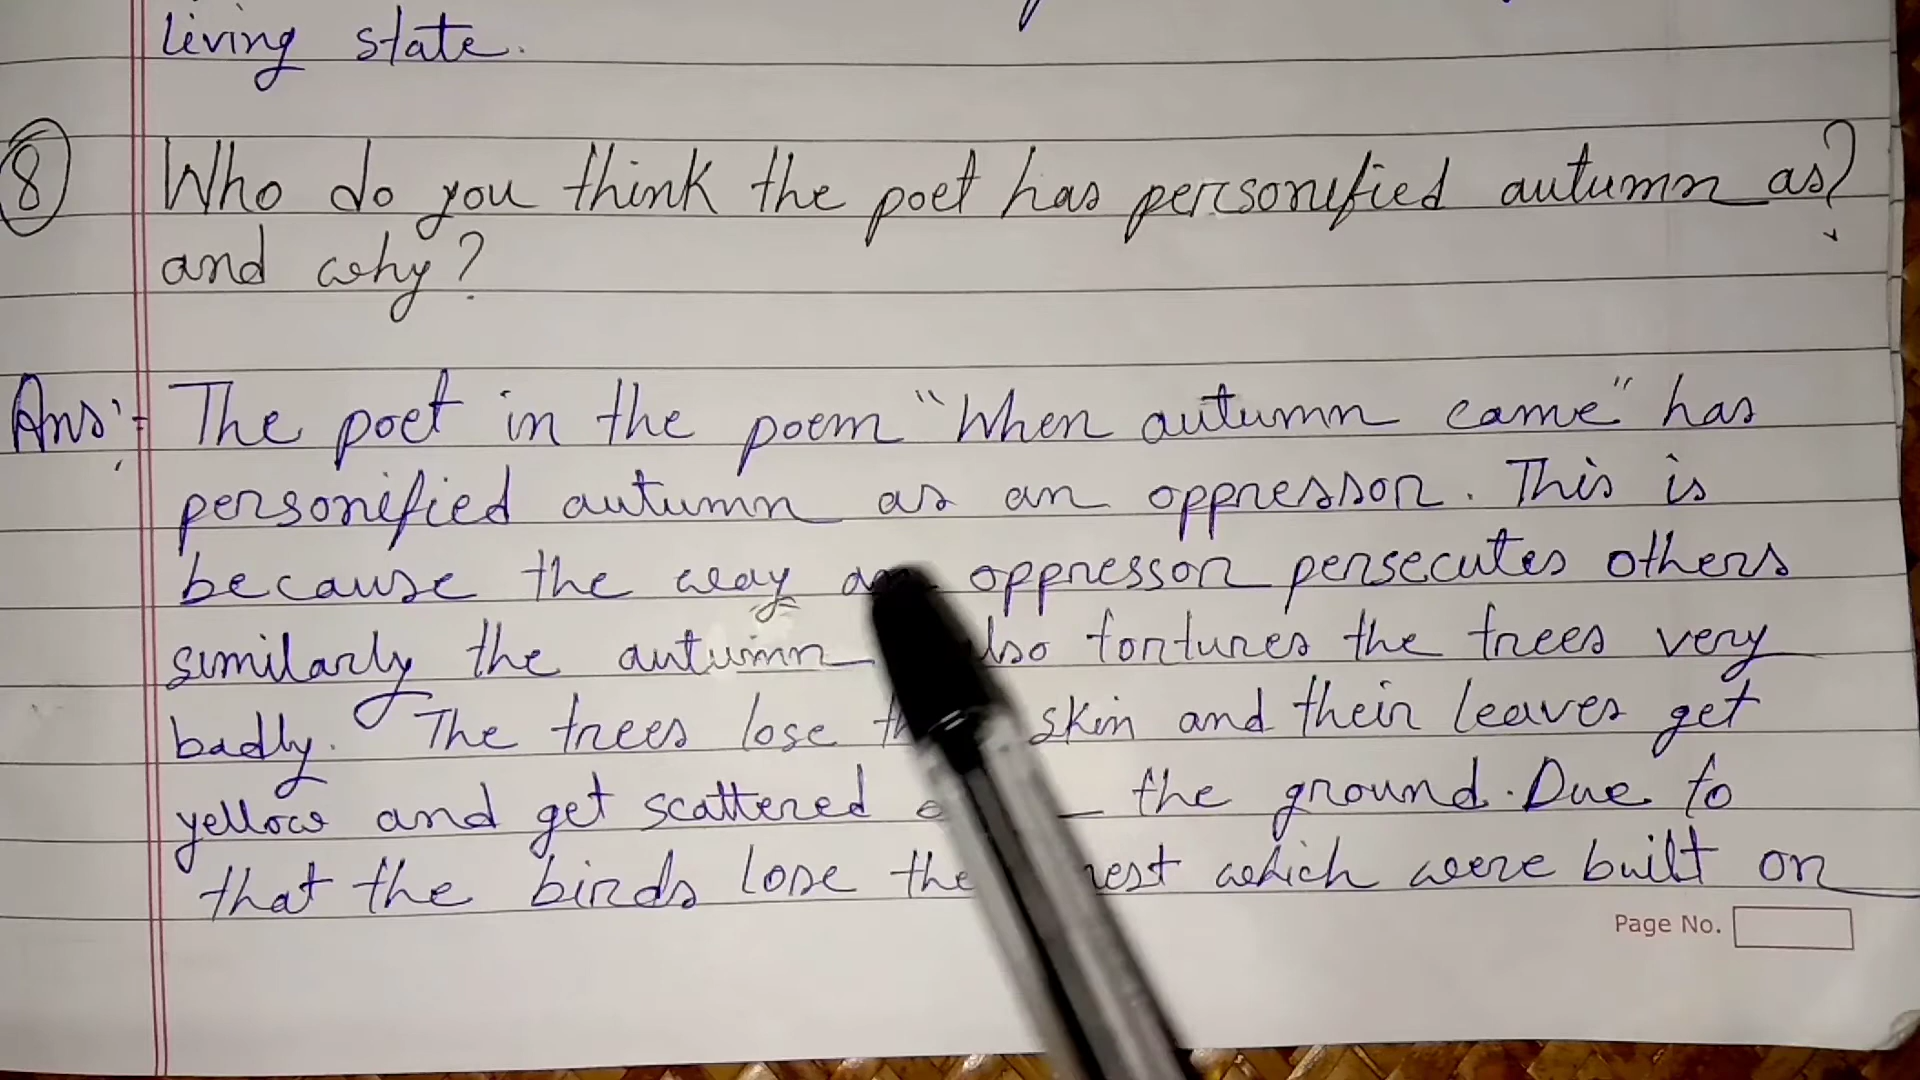 living state.
8 Who do you think the poet has personified autumn as?
and why?
Ans:- The poet in the poem "When autumn came" has
personified autumn as an oppressor. This is
because the way oppressor persecutes others
similarly the autumn tortures the trees very
badly. The trees lose skin and their leaves get
yellow and get scattered the ground. Due to
that the birds lose which were built on
Page No.